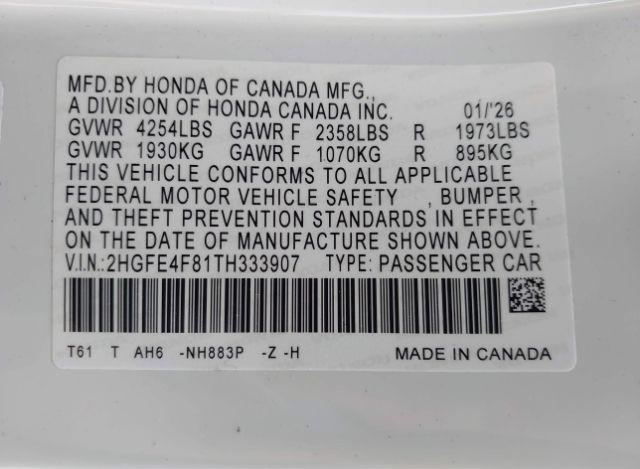 MFD.BY HONDA OF CANADA MFG.,
A DIVISION OF HONDA CANADA INC. 01/'26
GVWR 4254LBS GAWR F 2358LBS R 1973LBS
GVWR 1930KG GAWR F 1070KG R 895KG
THIS VEHICLE CONFORMS TO ALL APPLICABLE
FEDERAL MOTOR VEHICLE SAFETY , BUMPER ,
AND THEFT PREVENTION STANDARDS IN EFFECT
ON THE DATE OF MANUFACTURE SHOWN ABOVE.
V.I.N.:2HGFE4F81TH333907 TYPE: PASSENGER CAR
T61 T AH6 -NH883P -Z -H MADE IN CANADA